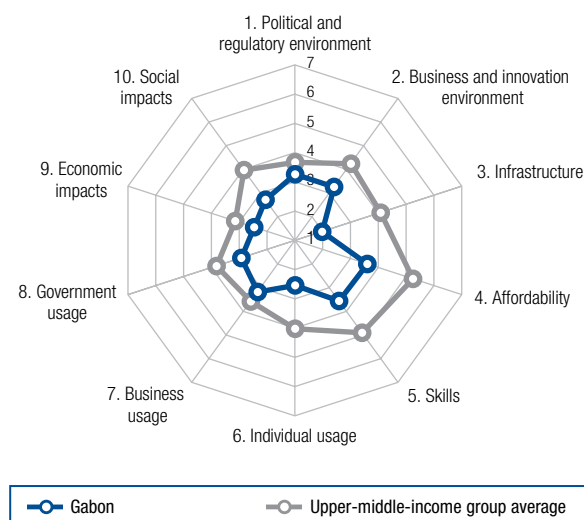 1. Political and
regulatory environment
7
6
5
4
3
2
1
2. Business and innovation
environment
3. Infrastructure
4. Affordability
5. Skills
6. Individual usage
7. Business
usage
8. Government
usage
9. Economic
impacts
10. Social
impacts
Gabon
Upper-middle-income group average